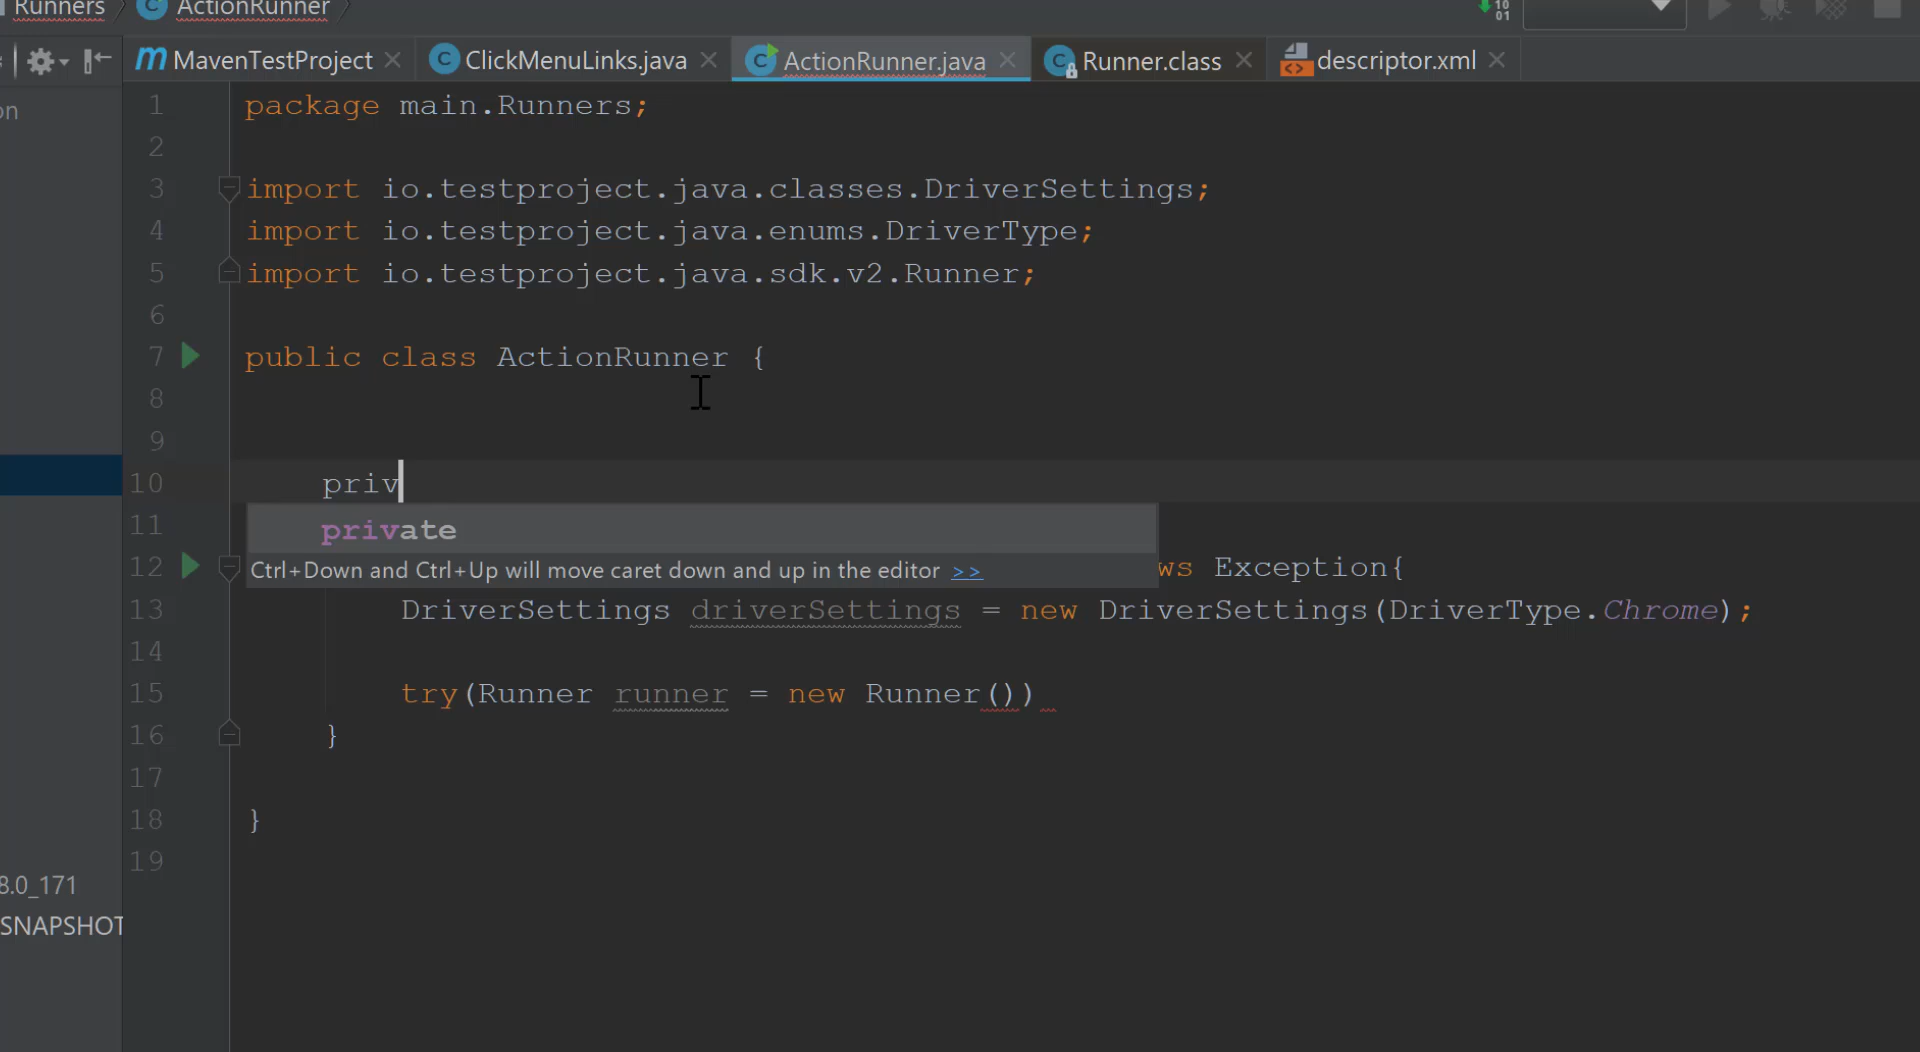 Runners ActionRunner
MavenTestProject ClickMenuLinks.java ActionRunner.java Runner.class descriptor.xml
on
1 package main.Runners;
2
3 import io.testproject.java.classes.DriverSettings;
4 import io.testproject.java.enums.DriverType;
5 import io.testproject.java.sdk.v2.Runner;
6
7 public class ActionRunner {
8
9
10 priv
11 private
Ctrl+Down and Ctrl+Up will move caret down and up in the editor >>
12 ws Exception{
13 DriverSettings driverSettings = new DriverSettings(DriverType.Chrome);
14
15 try(Runner runner = new Runner())
16 }
17
18 }
19
8.0_171
SNAPSHOT